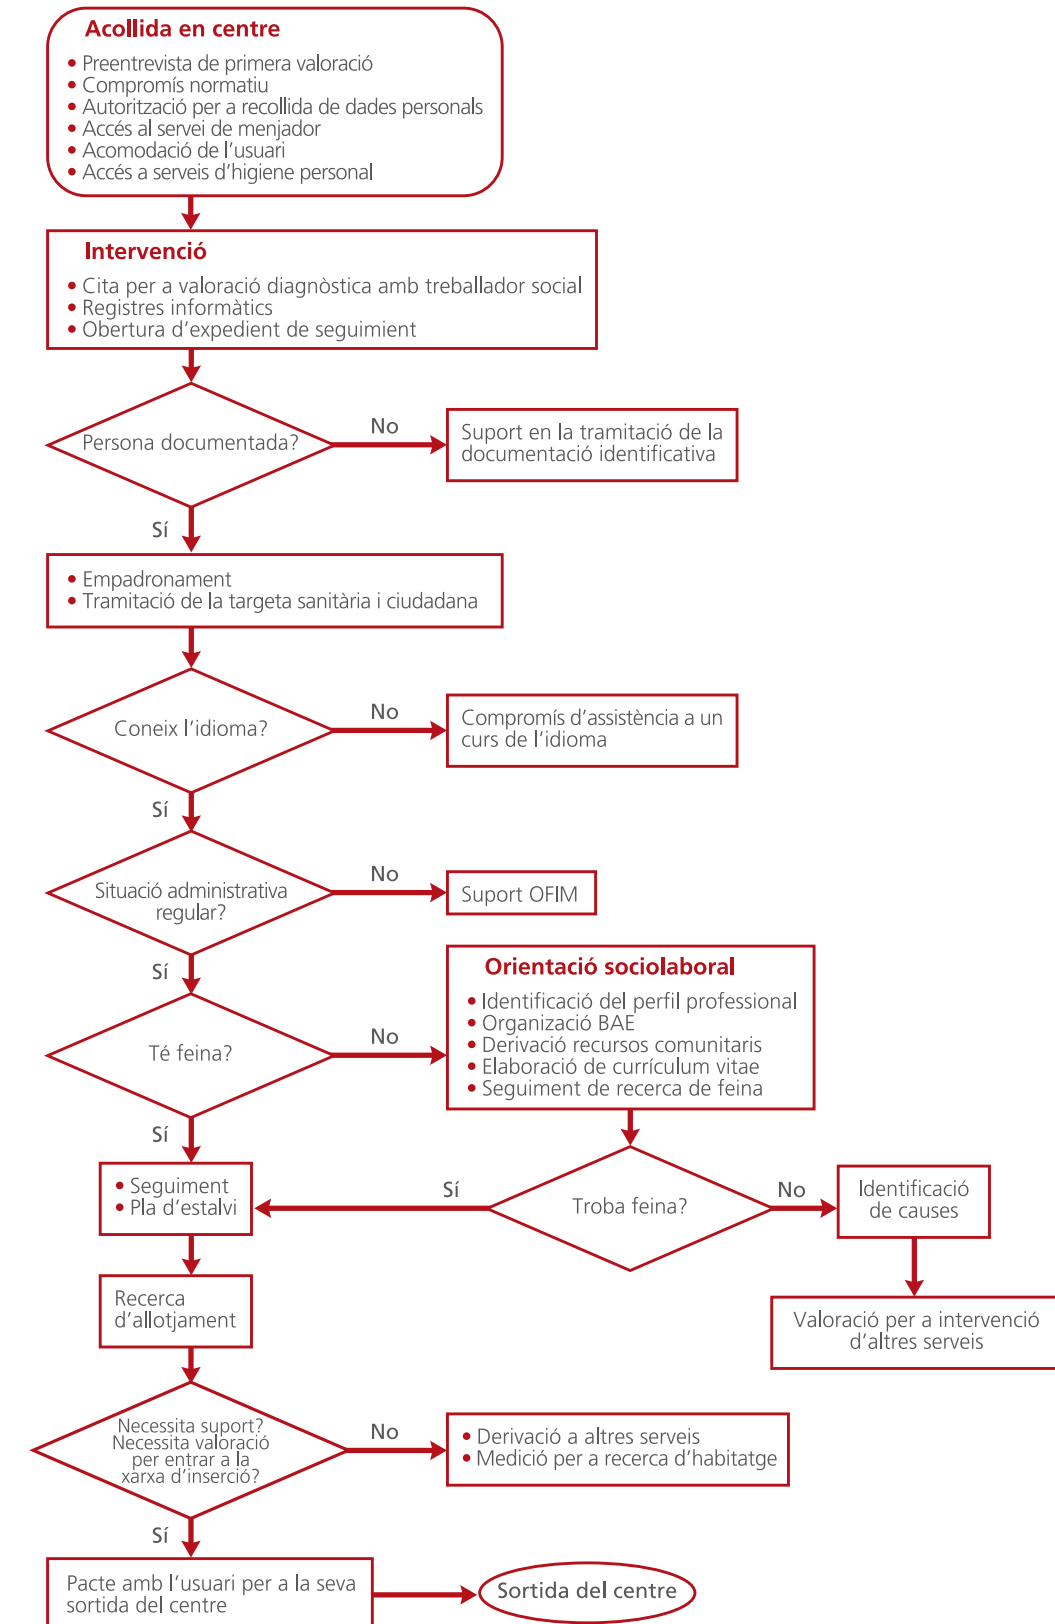 Acollida en centre
• Preentrevista de primera valoració
• Compromís normatiu
• Autorització per a recollida de dades personals
• Accés al servei de menjador
• Acomodació de l'usuari
• Accés a serveis d'higiene personal
Intervenció
• Cita per a valoració diagnòstica amb treballador social
• Registres informàtics
• Obertura d'expedient de seguimient
Persona documentada?
No
Suport en la tramitació de la
documentació identificativa
Sí
• Empadronament
• Tramitació de la targeta sanitària i ciudadana
Coneix l'idioma?
No
Compromís d'assistència a un
curs de l'idioma
Sí
Situació administrativa
regular?
No
Suport OFIM
Sí
Té feina?
No
Orientació sociolaboral
• Identificació del perfil professional
• Organizació BAE
• Derivació recursos comunitaris
• Elaboració de currículum vitae
• Seguiment de recerca de feina
Sí
• Seguiment
• Pla d'estalvi
Sí
Troba feina?
No
Identificació
de causes
Valoració per a intervenció
d'altres serveis
Recerca
d'allotjament
Necessita suport?
Necessita valoració
per entrar a la
xarxa d'inserció?
No
• Derivació a altres serveis
• Medició per a recerca d'habitatge
Sí
Pacte amb l'usuari per a la seva
sortida del centre
Sortida del centre